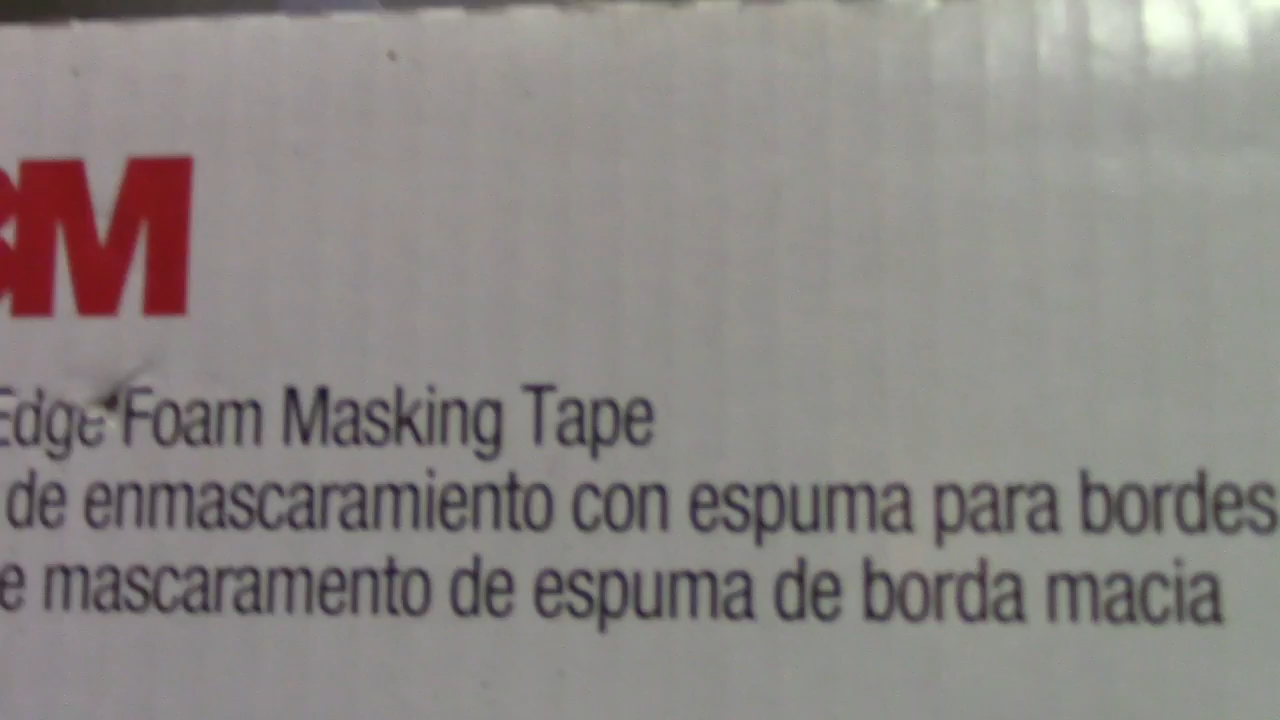 3M
Edge Foam Masking Tape
de enmascaramiento con espuma para bordes
e mascaramento de espuma de borda macia